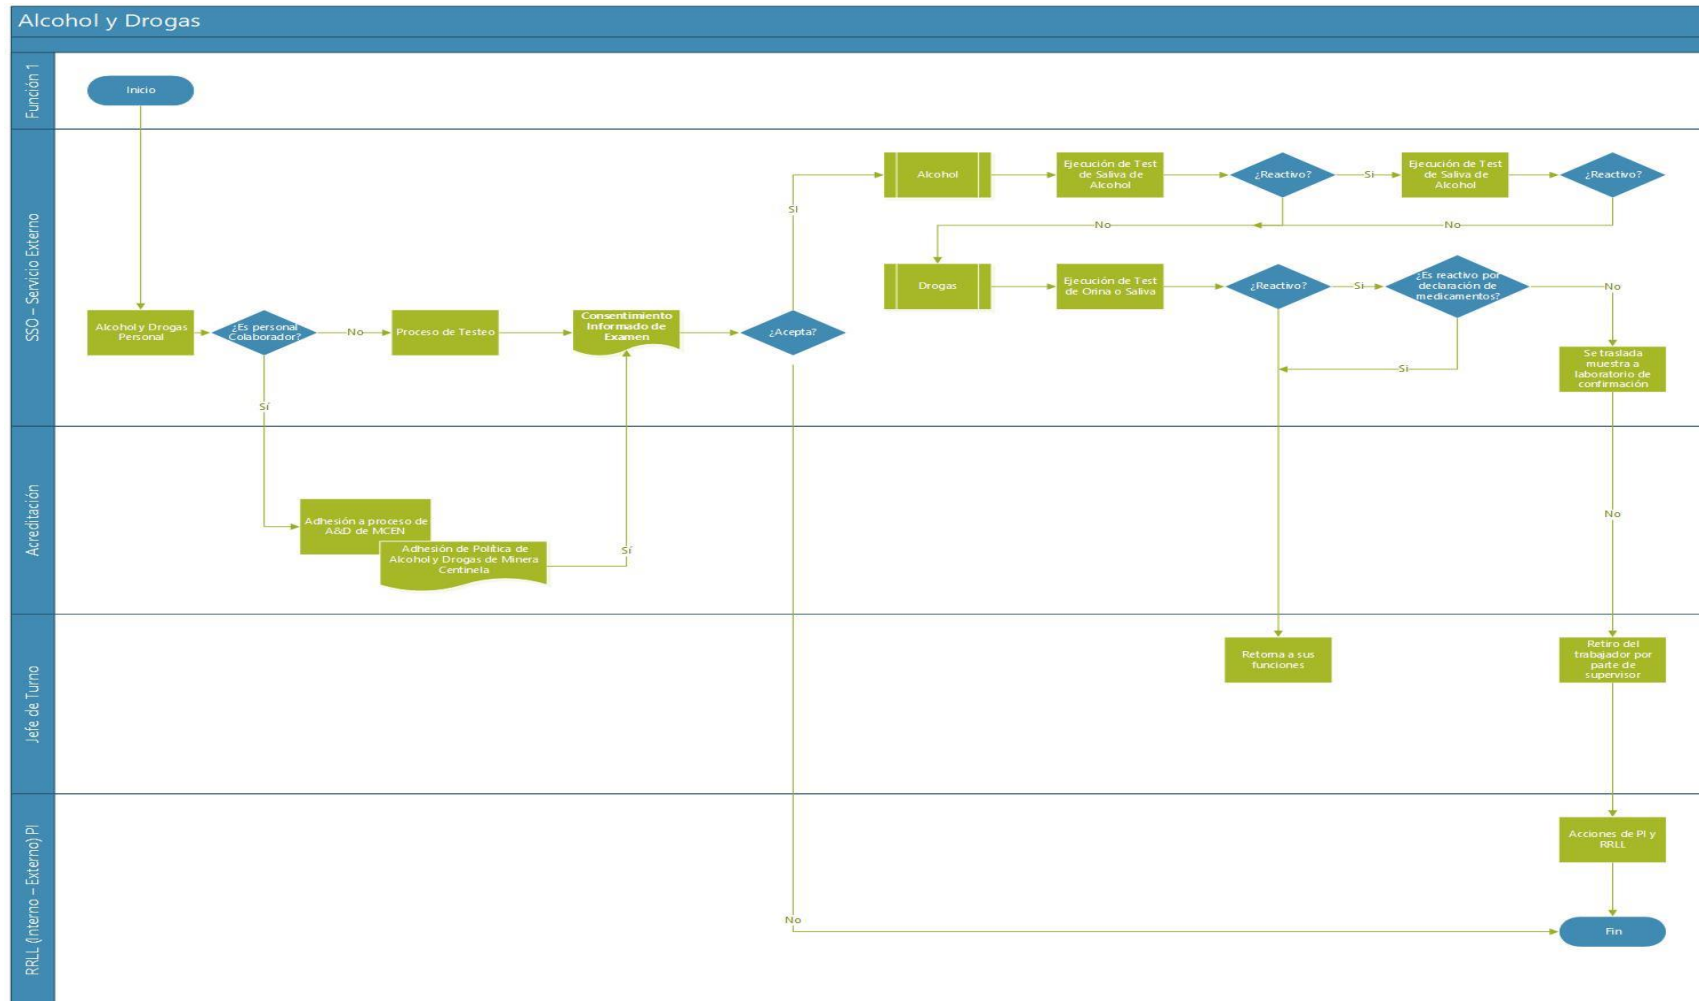 Alcohol y Drogas
Función 1
Inicio
SSO – Servicio Externo
Alcohol
Ejecución de Test
de Saliva de
Alcohol
¿Reactivo?
Si
Ejecución de Test
de Saliva de
Alcohol
¿Reactivo?
SI
No
No
Drogas
Ejecución de Test
de Orina o Saliva
¿Reactivo?
Si
¿Es reactivo por
declaración de
medicamentos?
No
Alcohol y Drogas
Personal
¿Es personal
Colaborador?
No
Proceso de Testeo
Consentimiento
Informado de
Examen
¿Acepta?
Si
Se traslada
muestra a
laboratorio de
confirmación
Sí
Acreditación
Adhesión a proceso de
A&D de MCEN
Adhesión de Política de
Alcohol y Drogas de Minera
Centinela
Sí
No
Jefe de Turno
Retorna a sus
funciones
Retiro del
trabajador por
parte de
supervisor
RRLL (Interno – Externo) PI
Acciones de PI y
RRLL
No
Fin